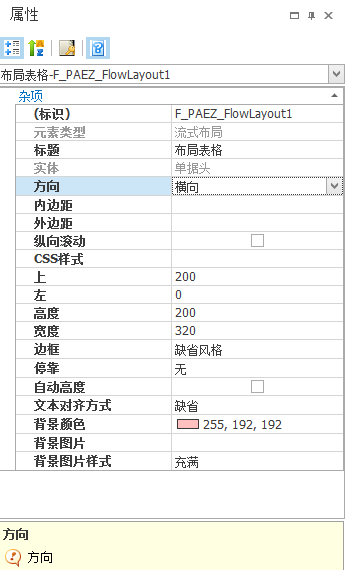 属性
布局表格-F_PAEZ_FlowLayout1
杂项
(标识) F_PAEZ_FlowLayout1
元素类型 流式布局
标题 布局表格
实体 单据头
方向 横向
内边距
外边距
纵向滚动
CSS样式
上 200
左 0
高度 200
宽度 320
边框 缺省风格
停靠 无
自动高度
文本对齐方式 缺省
背景颜色 255, 192, 192
背景图片
背景图片样式 充满
方向
方向